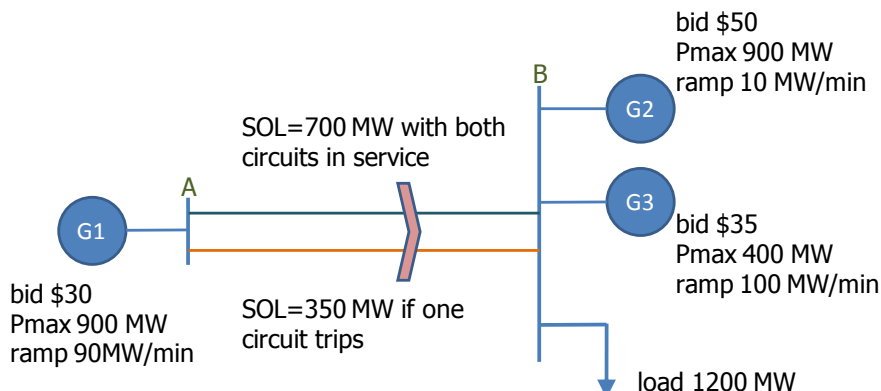 bid $50
Pmax 900 MW
ramp 10 MW/min
B
G2
SOL=700 MW with both
circuits in service
A
G3
G1
bid $35
Pmax 400 MW
ramp 100 MW/min
bid $30
Pmax 900 MW
ramp 90MW/min
SOL=350 MW if one
circuit trips
load 1200 MW